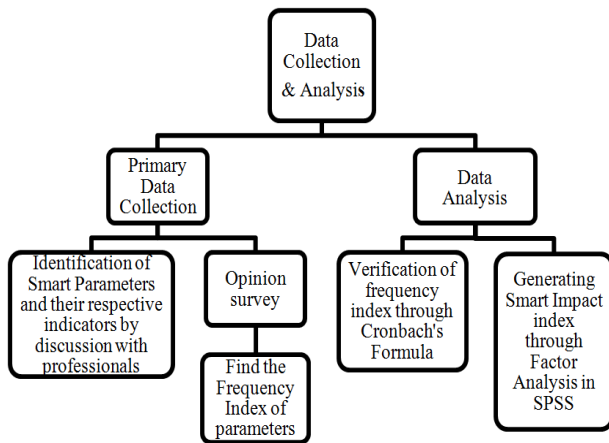 Data
Collection
& Analysis
Primary
Data
Collection
Data
Analysis
Identification of
Smart Parameters
and their respective
indicators by
discussion with
professionals
Opinion
survey
Verification of
frequency
index through
Cronbach's
Formula
Generating
Smart Impact
index
through
Factor
Analysis in
SPSS
Find the
Frequency
Index of
parameters